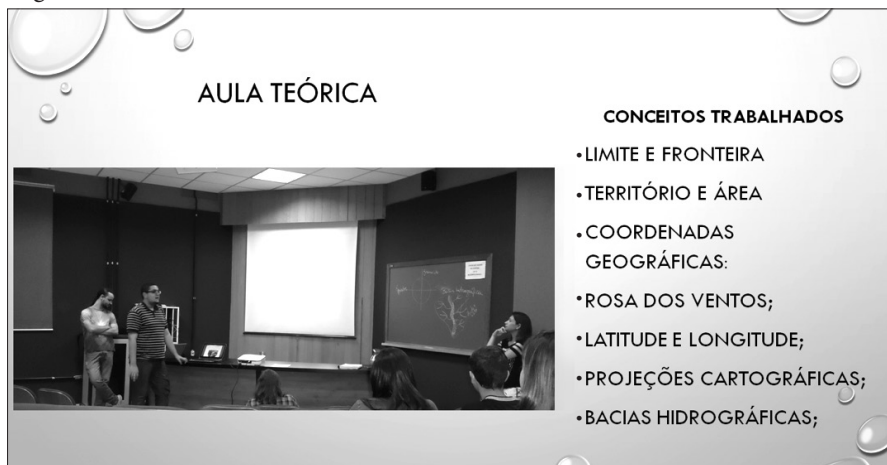 AULA TEÓRICA
CONCEITOS TRABALHADOS
•LIMITE E FRONTEIRA
•TERRITÓRIO E ÁREA
•COORDENADAS
GEOGRÁFICAS:
•ROSA DOS VENTOS;
•LATITUDE E LONGITUDE;
•PROJEÇÕES CARTOGRÁFICAS;
•BACIAS HIDROGRÁFICAS;